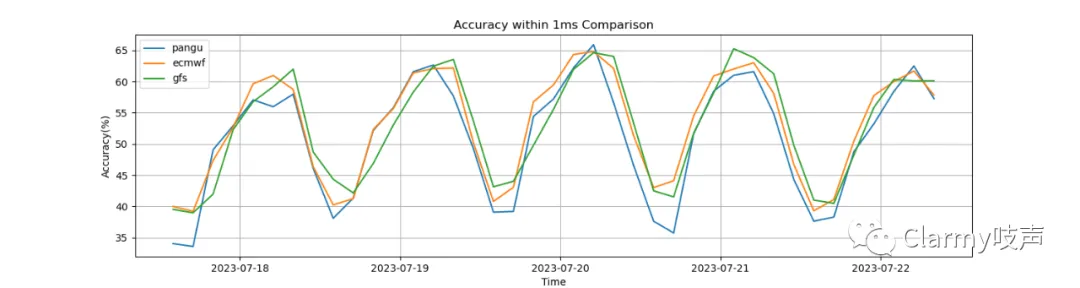 Accuracy within 1ms Comparison
pangu
ecmwf
gfs
Accuracy(%)
65
60
55
50
45
40
35
2023-07-18
2023-07-19
2023-07-20
2023-07-21
2023-07-22
Time
Clarmy吱声